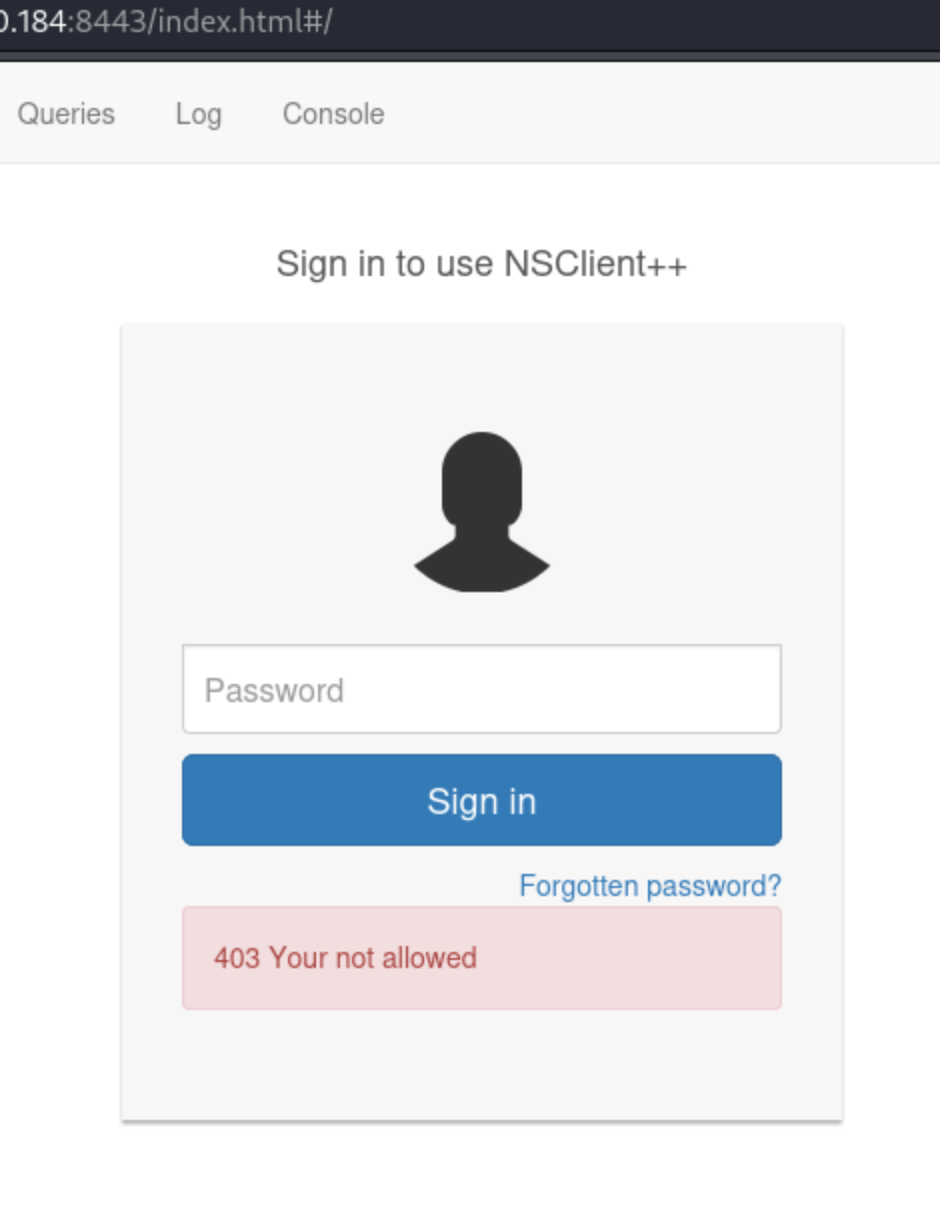 0.184:8443/index.html#/
Queries Log Console
Sign in to use NSClient++
Password
Sign in
Forgotten password?
403 Your not allowed